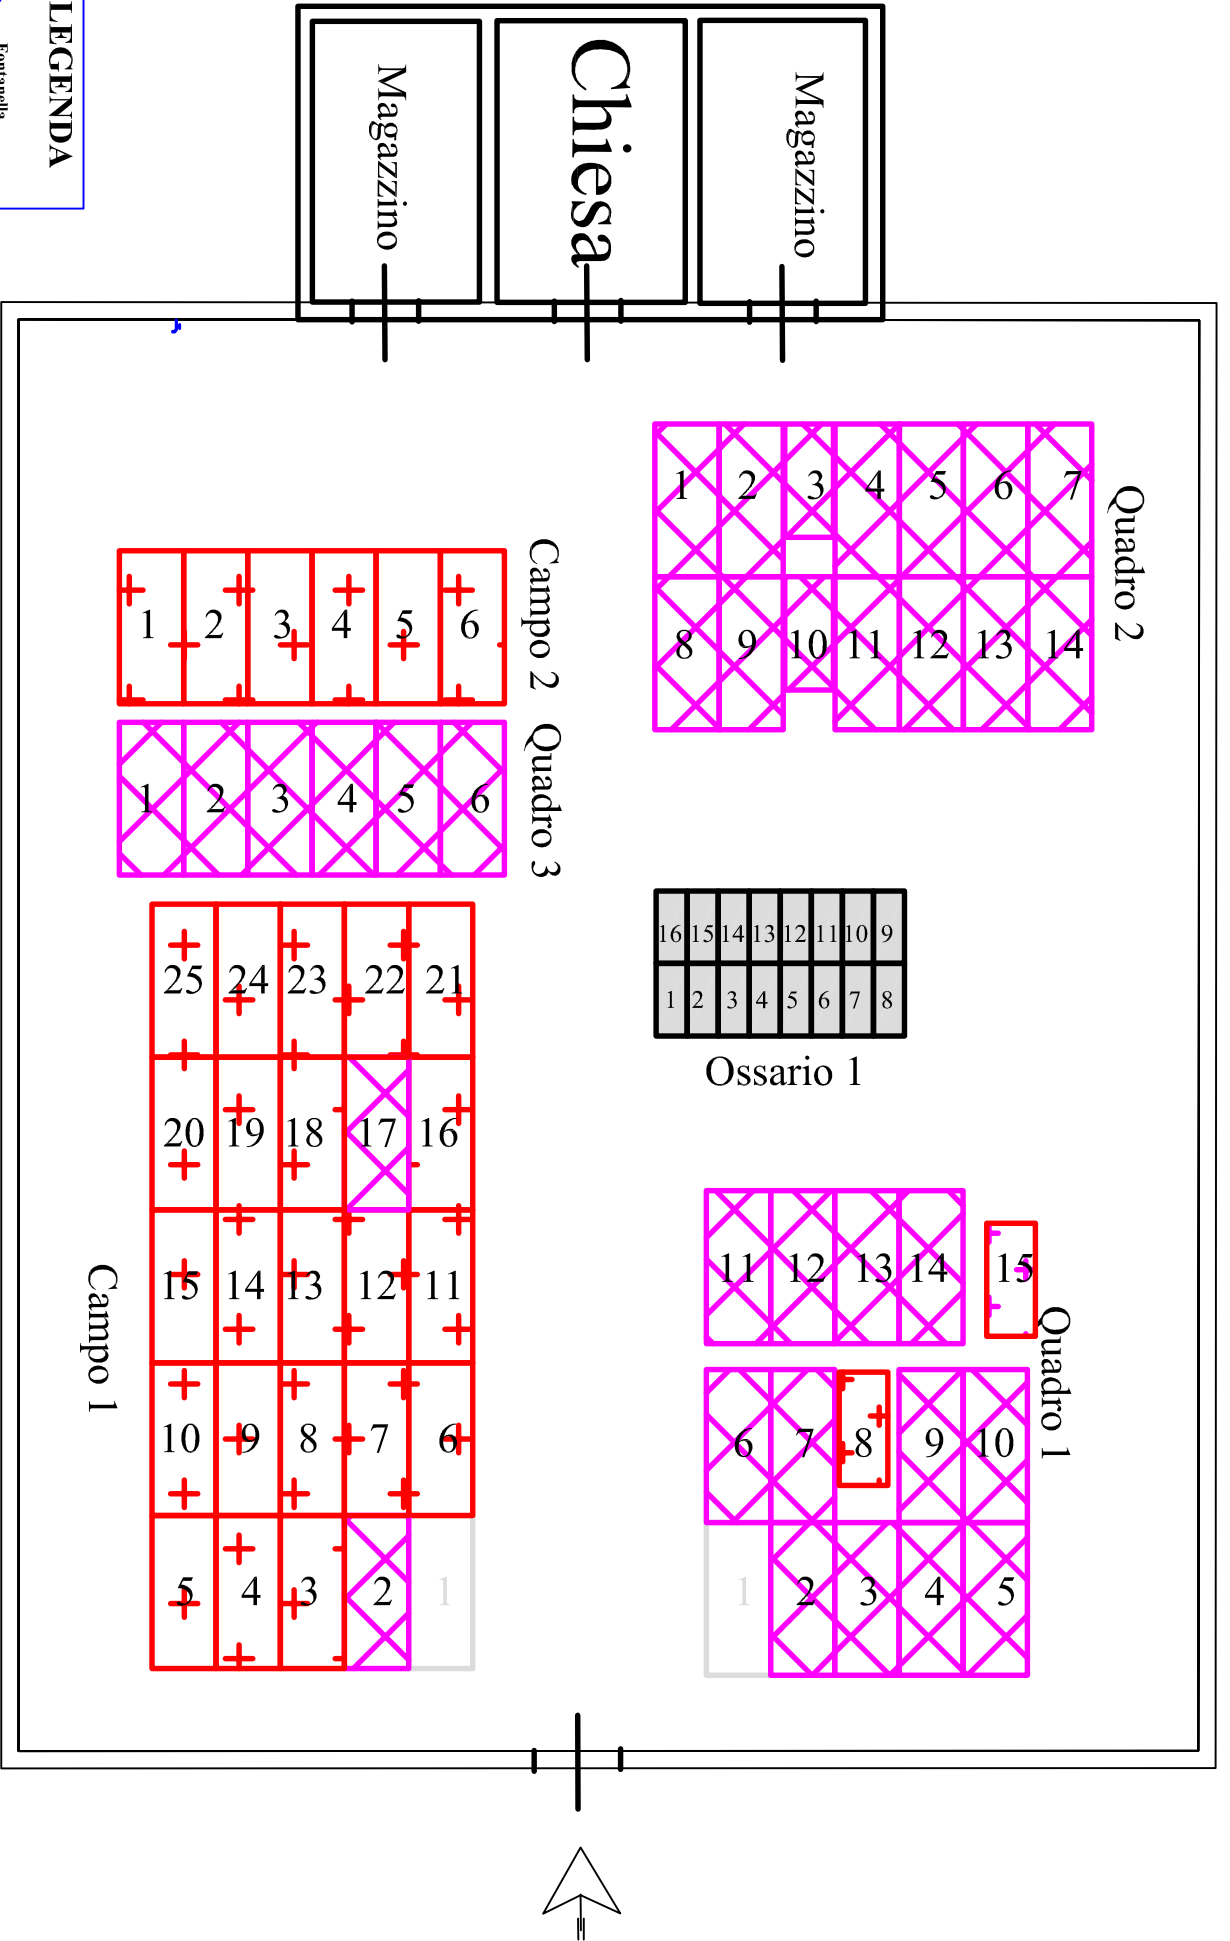 LEGENDA
Fontanella
Magazzino
Chiesa
Magazzino
Quadro 2
1 2 3 4 5 6 7
8 9 10 11 12 13 14
Campo 2
1 2 3 4 5 6
Quadro 3
1 2 3 4 5 6
16 15 14 13 12 11 10 9
1 2 3 4 5 6 7 8
Ossario 1
Campo 1
25 24 23 22 21
20 19 18 17 16
15 14 13 12 11
10 9 8 7 6
5 4 3 2 1
Quadro 1
11 12 13 14 15
6 7 8 9 10
1 2 3 4 5